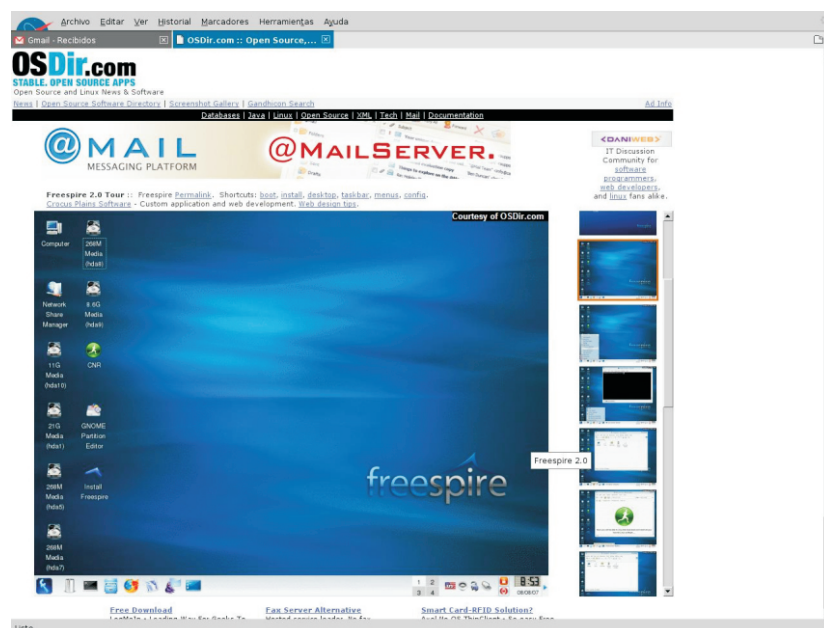 Archivo Editar Ver Historial Marcadores Herramientas Ayuda
Gmail - Recibidos
OSDir.com :: Open Source,...
OSDir.com
STABLE. OPEN SOURCE APPS
Open Source and Linux News & Software
News | Open Source Software Directory | Screenshot Gallery | Gandhicon Search
Ad Info
Databases | Java | Linux | Open Source | XML | Tech | Mail | Documentation
@MAIL
MESSAGING PLATFORM
@MAILSERVER.
<DANIWEB>
IT Discussion
Community for
software
programmers,
web developers,
and linux fans alike.
Freespire 2.0 Tour :: Freespire Permalink. Shortcuts: boot, install, desktop, taskbar, menus, config.
Crocus Plains Software - Custom application and web development. Web design tips.
Courtesy of OSDir.com
Computer
268M
Media
(hda8)
Network
Share
Manager
8.6G
Media
11G
Media
(hda10)
CNR
21G
Media
(hda1)
GNOME
Partition
Editor
268M
Media
(hda5)
Install
Freespire
268M
Media
(hda7)
freespire
Freespire 2.0
1 2
3 4
8:53
08/08/07
Free Download
Fax Server Alternative
Smart Card-RFID Solution?
Listo